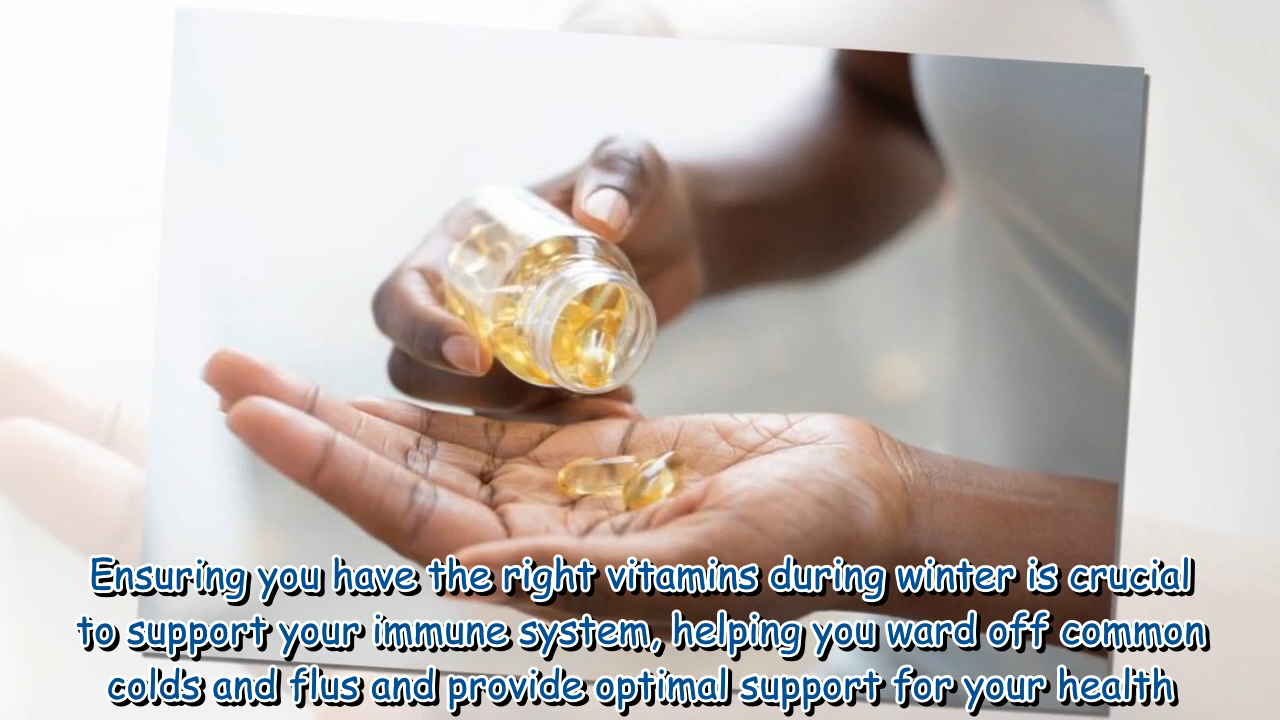 Ensuring you have the right vitamins during winter is crucial
to support your immune system, helping you ward off common
colds and flus and provide optimal support for your health